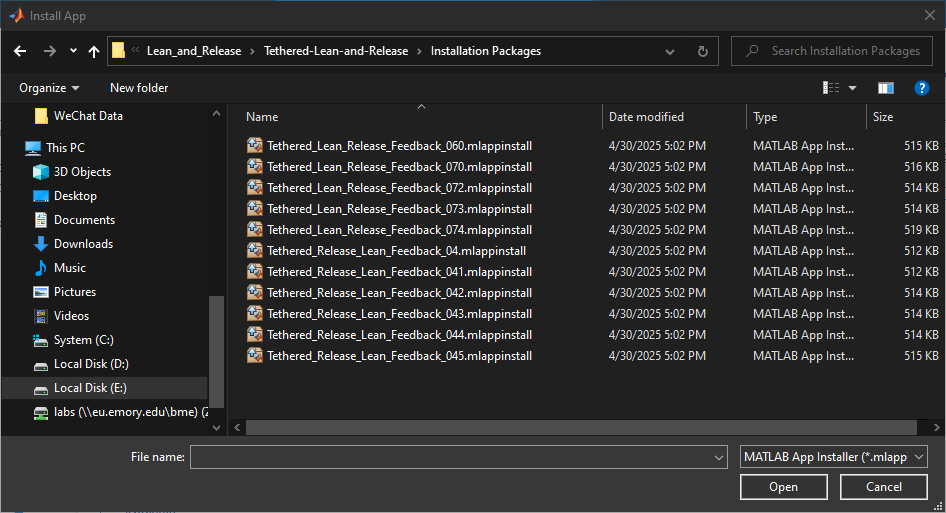 Install App
Lean_and_Release > Tethered-Lean-and-Release > Installation Packages
Search Installation Packages
Organize New folder
WeChat Data
This PC
3D Objects
Desktop
Documents
Downloads
Music
Pictures
Videos
System (C:)
Local Disk (D:)
Local Disk (E:)
labs (\\eu.emory.edu\bme) (Z
Name Date modified Type Size
Tethered_Lean_Release_Feedback_060.mlappinstall 4/30/2025 5:02 PM MATLAB App Inst... 515 KB
Tethered_Lean_Release_Feedback_070.mlappinstall 4/30/2025 5:02 PM MATLAB App Inst... 516 KB
Tethered_Lean_Release_Feedback_072.mlappinstall 4/30/2025 5:02 PM MATLAB App Inst... 514 KB
Tethered_Lean_Release_Feedback_073.mlappinstall 4/30/2025 5:02 PM MATLAB App Inst... 514 KB
Tethered_Lean_Release_Feedback_074.mlappinstall 4/30/2025 5:02 PM MATLAB App Inst... 519 KB
Tethered_Release_Lean_Feedback_04.mlappinstall 4/30/2025 5:02 PM MATLAB App Inst... 512 KB
Tethered_Release_Lean_Feedback_041.mlappinstall 4/30/2025 5:02 PM MATLAB App Inst... 512 KB
Tethered_Release_Lean_Feedback_042.mlappinstall 4/30/2025 5:02 PM MATLAB App Inst... 514 KB
Tethered_Release_Lean_Feedback_043.mlappinstall 4/30/2025 5:02 PM MATLAB App Inst... 514 KB
Tethered_Release_Lean_Feedback_044.mlappinstall 4/30/2025 5:02 PM MATLAB App Inst... 514 KB
Tethered_Release_Lean_Feedback_045.mlappinstall 4/30/2025 5:02 PM MATLAB App Inst... 515 KB
File name: MATLAB App Installer (*.mlapp
Open Cancel